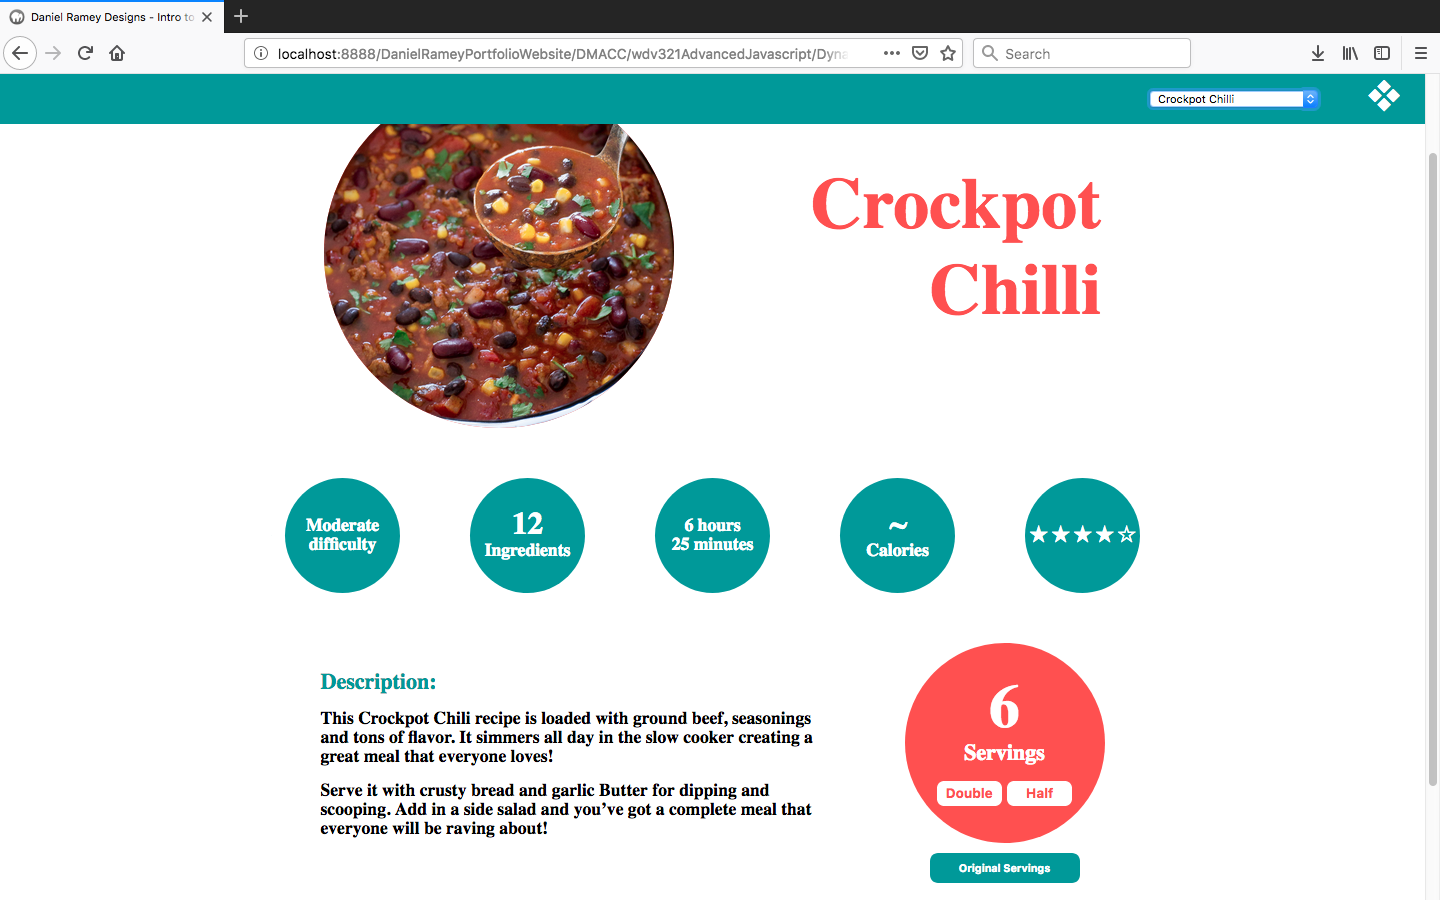 Daniel Ramey Designs - Intro to
localhost:8888/DanielRameyPortfolioWebsite/DMACC/wdv321AdvancedJavascript/Dyna
Search
Crockpot Chilli
Crockpot
Chilli
Moderate
difficulty
12
Ingredients
6 hours
25 minutes
~
Calories
★★★★☆
Description:
This Crockpot Chili recipe is loaded with ground beef, seasonings
and tons of flavor. It simmers all day in the slow cooker creating a
great meal that everyone loves!
Serve it with crusty bread and garlic Butter for dipping and
scooping. Add in a side salad and you’ve got a complete meal that
everyone will be raving about!
6
Servings
Double
Half
Original Servings